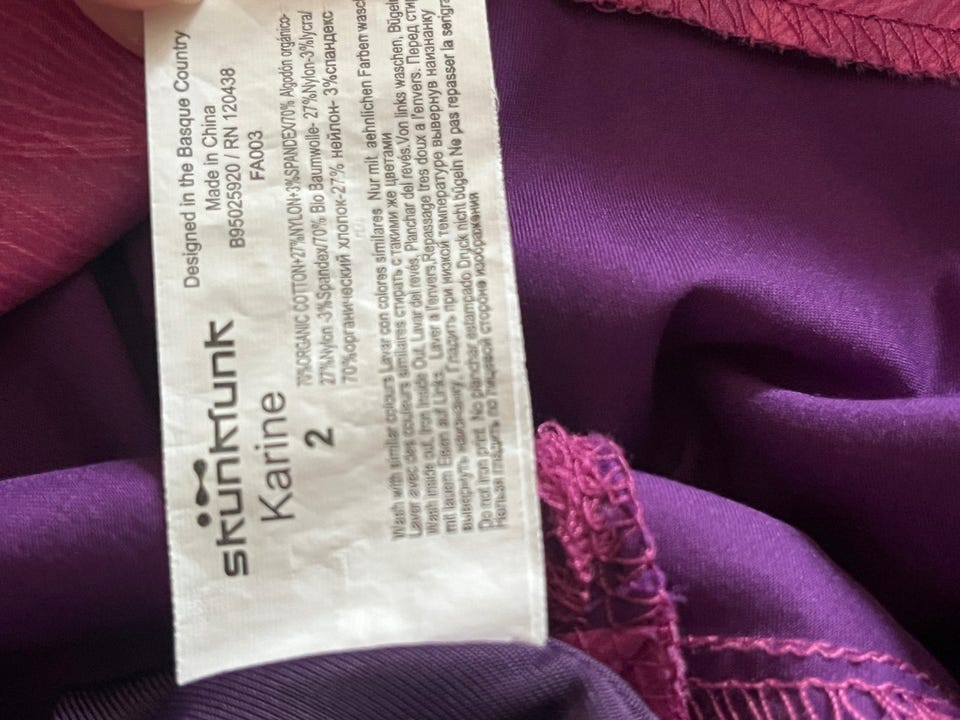 skunkfunk
Karine
2
Designed in the Basque Country
Made in China
B95025920 / RN 120438
FA003
70%ORGANIC COTTON+27%NYLON+3%SPANDEX/70% Algodón orgánico-
27%Nylon -3%Spandex/70% Bio Baumwolle- 27%Nylon-3%lycra/
70%органический хлопок-27% нейлон- 3%спандекс
Wash with similar colours Lavar con colores similares Nur mit aehnlichen Farben
Laver avec des couleurs similaires стирать с такими же цветами
Wash inside out, Iron Inside Out. Lavar del revés, Planchar del revés.Von links waschen,
mit lauem Eisen auf Links. Laver a l'envers,Repassage tres doux a l'envers. Перед
вывернуть наизнанку, Гладить при низкой температуре вывернув наизнанку
Do not iron print. No planchar estampado Druck nicht bügeln Ne pas repasser la
Нельзя гладить по лицевой стороне изображения